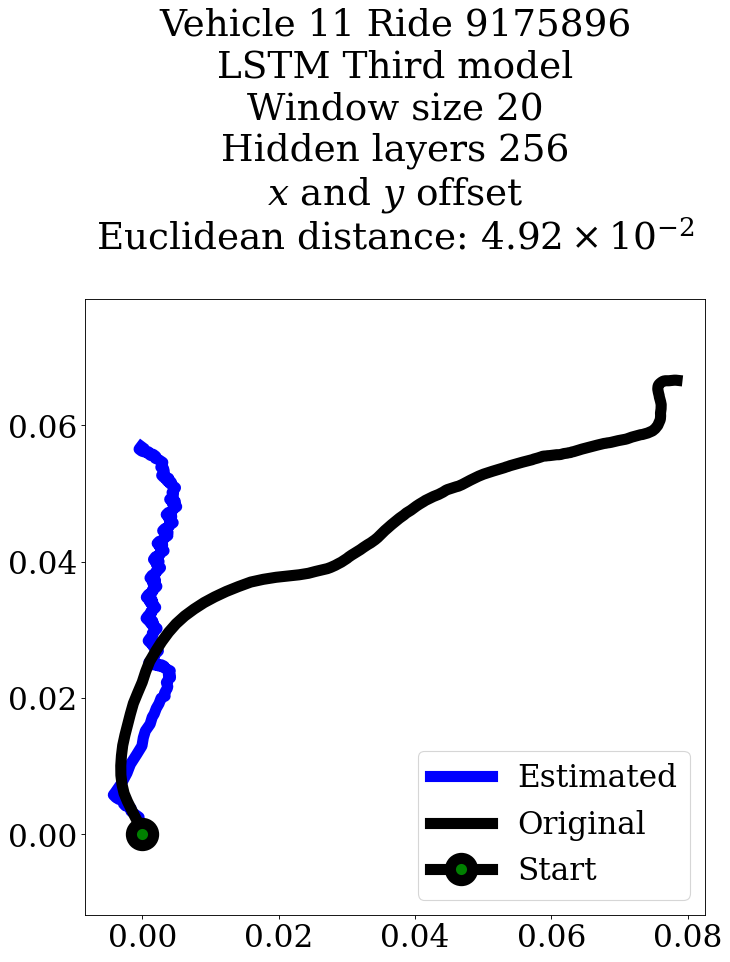 Vehicle 11 Ride 9175896
LSTM Third model
Window size 20
Hidden layers 256
x and y offset
Euclidean distance: 4.92 × 10⁻²
0.06
0.04
0.02
0.00
Estimated
Original
Start
0.00 0.02 0.04 0.06 0.08